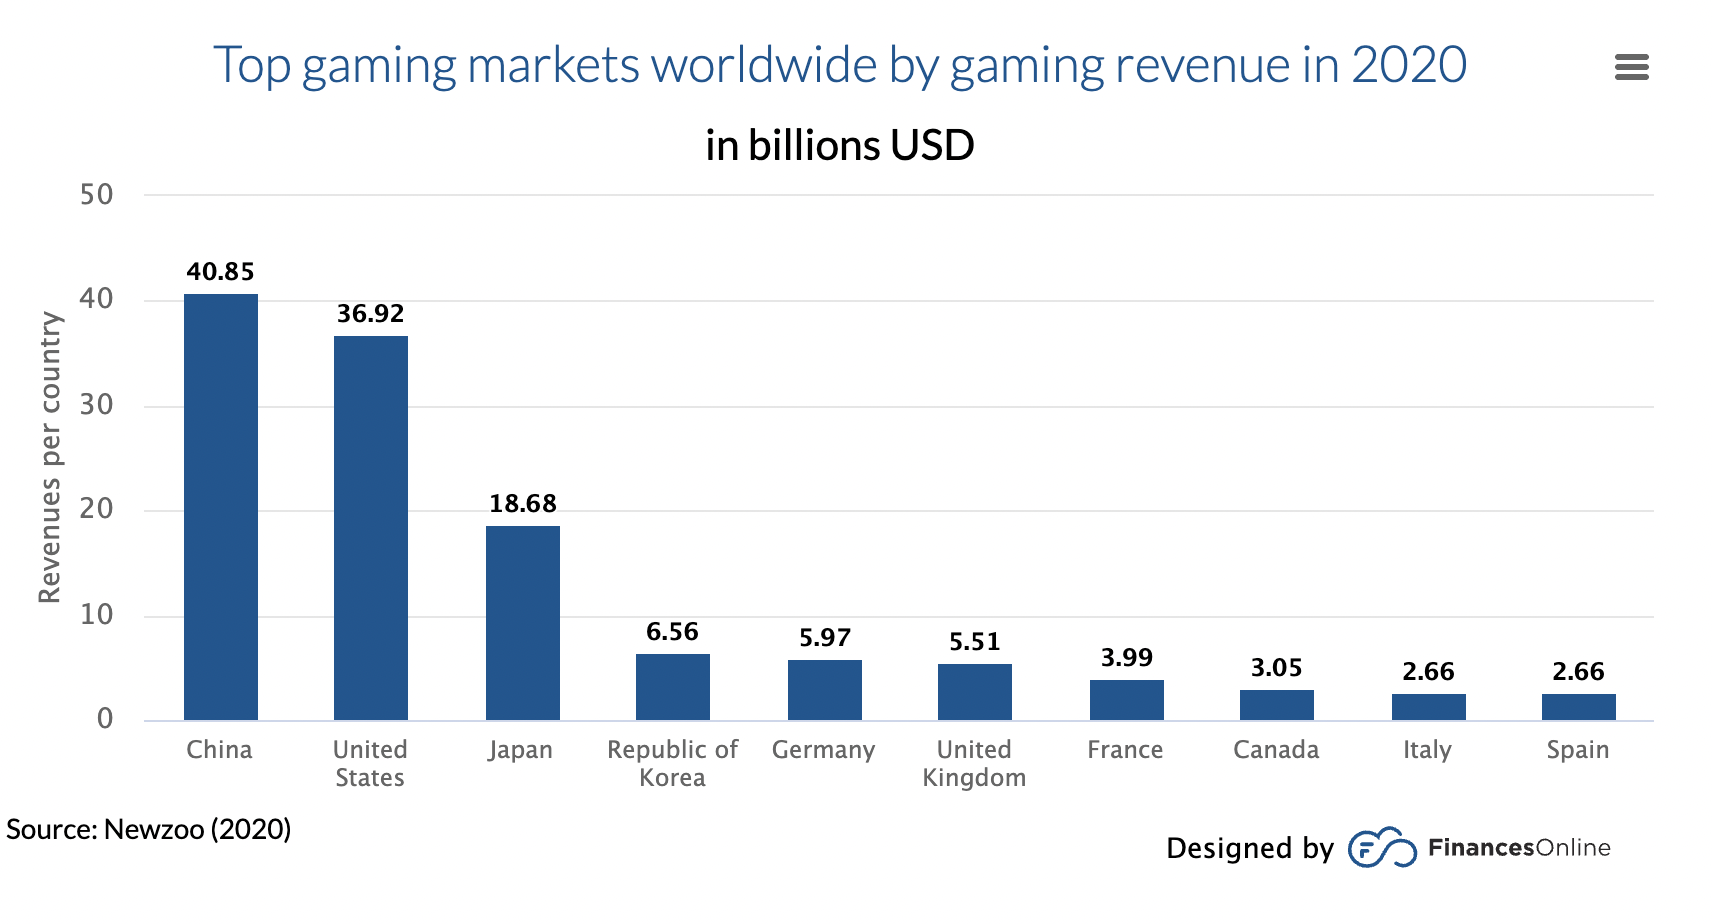 Top gaming markets worldwide by gaming revenue in 2020
in billions USD
50
40
30
20
10
0
Revenues per country
40.85
36.92
18.68
6.56
5.97
5.51
3.99
3.05
2.66
2.66
China
United
States
Japan
Republic of
Korea
Germany
United
Kingdom
France
Canada
Italy
Spain
Source: Newzoo (2020)
Designed by FinancesOnline